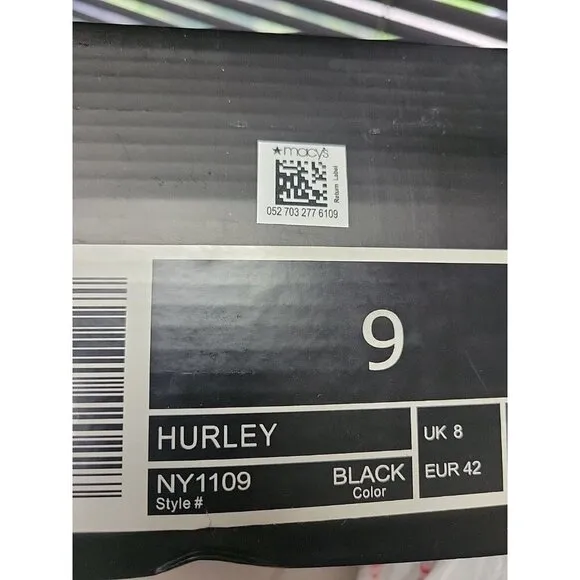 ★macy's
Return Label
052 703 277 6109
9
HURLEY
UK 8
NY1109
Style #
BLACK
Color
EUR 42